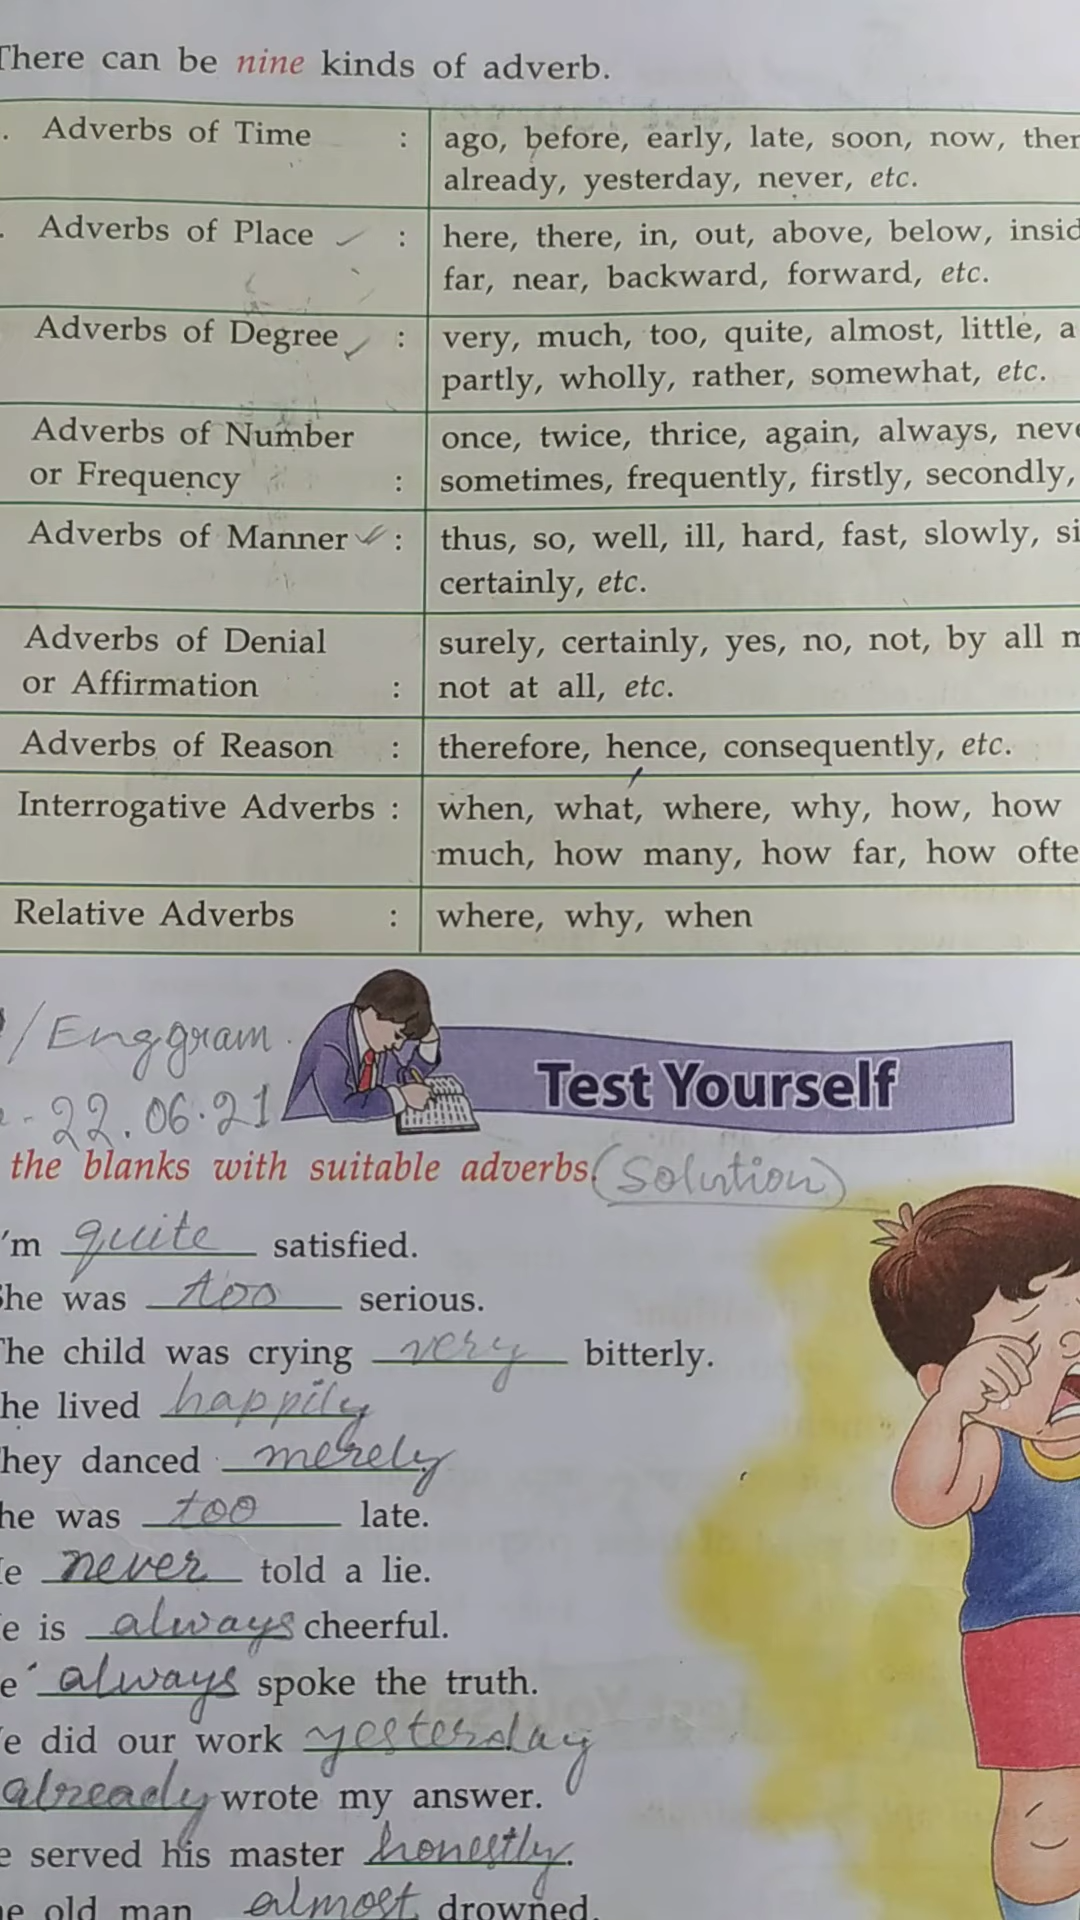 There can be nine kinds of adverb.
. Adverbs of Time : ago, before, early, late, soon, now,
already, yesterday, never, etc.
. Adverbs of Place : here, there, in, out, above, below,
far, near, backward, forward, etc.
Adverbs of Degree : very, much, too, quite, almost, little,
partly, wholly, rather, somewhat, etc.
Adverbs of Number once, twice, thrice, again, always,
or Frequency : sometimes, frequently, firstly, secondly,
Adverbs of Manner : thus, so, well, ill, hard, fast, slowly,
certainly, etc.
Adverbs of Denial surely, certainly, yes, no, not, by all
or Affirmation : not at all, etc.
Adverbs of Reason : therefore, hence, consequently, etc.
Interrogative Adverbs : when, what, where, why, how, how
much, how many, how far, how
Relative Adverbs : where, why, when
/Eng gram
- 22.06.21
Test Yourself
the blanks with suitable adverbs. (Solution)
'm quite satisfied.
She was too serious.
The child was crying very bitterly.
he lived happily
They danced merely
he was too late.
He never told a lie.
He is always cheerful.
He always spoke the truth.
We did our work yesterday
already wrote my answer.
He served his master honestly.
The old man almost drowned.